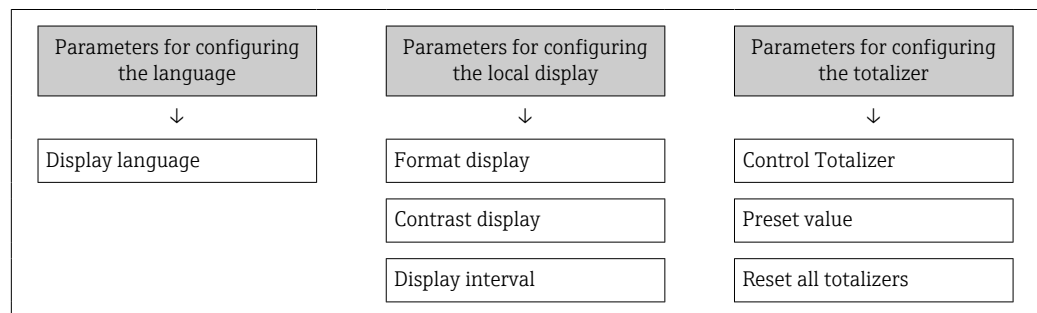 Parameters for configuring
the language
↓
Display language
Parameters for configuring
the local display
↓
Format display
Contrast display
Display interval
Parameters for configuring
the totalizer
↓
Control Totalizer
Preset value
Reset all totalizers